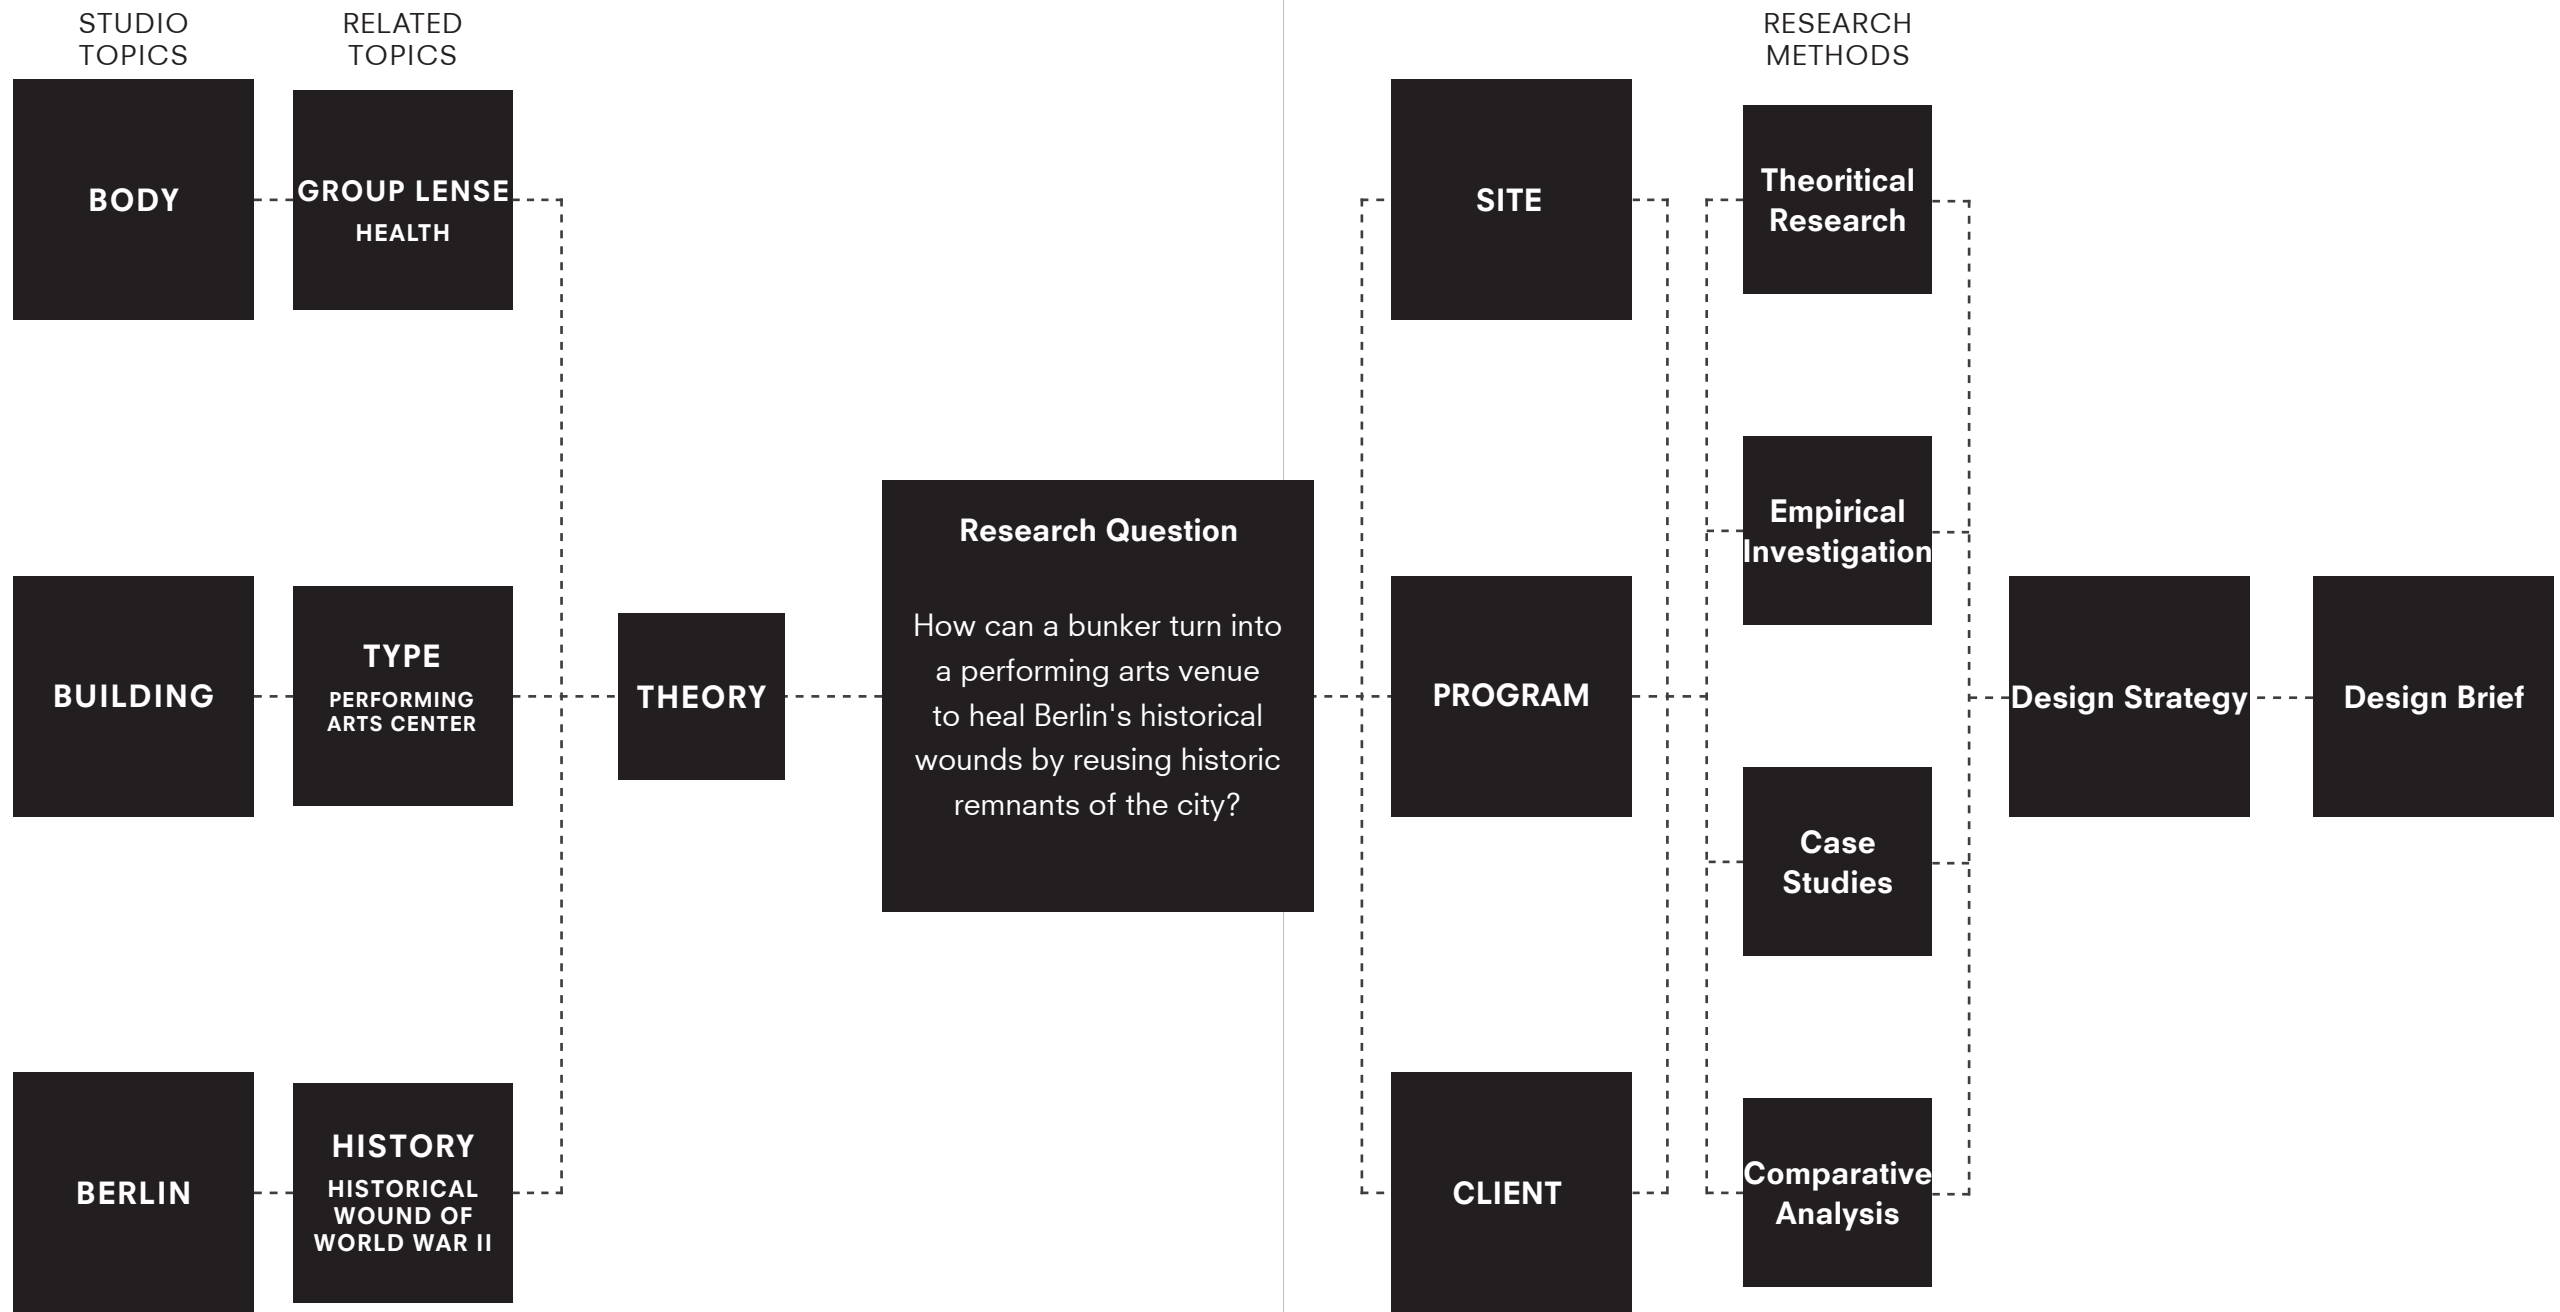 STUDIO
TOPICS
RELATED
TOPICS
RESEARCH
METHODS
BODY
GROUP LENSE
HEALTH
SITE
Theoritical
Research
Empirical
Investigation
BUILDING
TYPE
PERFORMING
ARTS CENTER
THEORY
Research Question
How can a bunker turn into
a performing arts venue
to heal Berlin's historical
wounds by reusing historic
remnants of the city?
PROGRAM
Design Strategy
Design Brief
Case
Studies
BERLIN
HISTORY
HISTORICAL
WOUND OF
WORLD WAR II
CLIENT
Comparative
Analysis